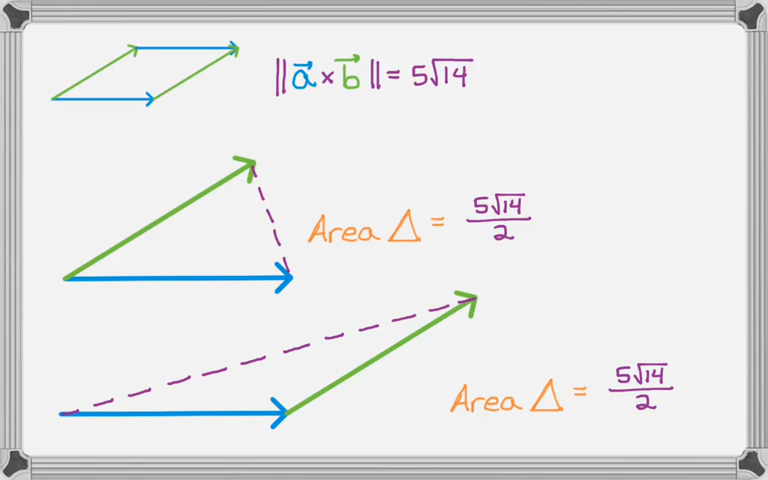 ‖a⃗ × b⃗‖ = 5√14
Area △ = 5√14/2
Area △ = 5√14/2